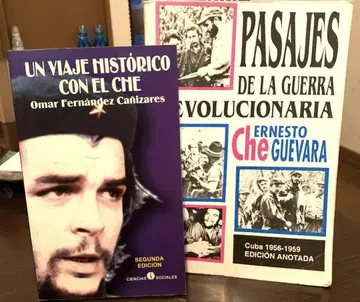 UN VIAJE HISTÓRICO
CON EL CHE
Omar Fernández Cañizares
SEGUNDA
EDICIÓN
CIENCIAS SOCIALES
PASAJES
DE LA GUERRA
EVOLUCIONARIA
ERNESTO
Che GUEVARA
Cuba 1956-1959
EDICIÓN ANOTADA